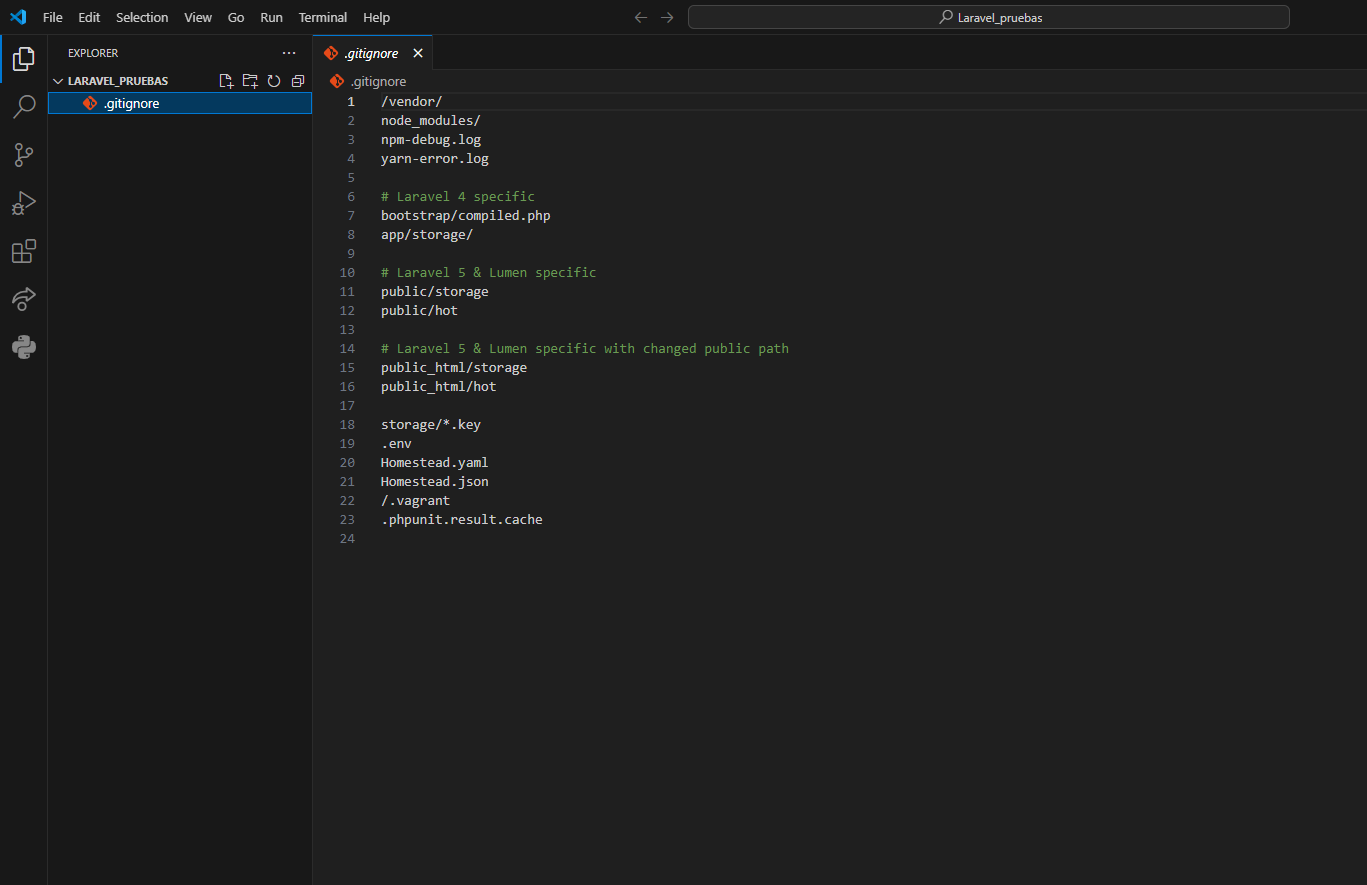 File Edit Selection View Go Run Terminal Help
Laravel_pruebas
EXPLORER
LARAVEL_PRUEBAS
.gitignore
.gitignore
.gitignore
1 /vendor/
2 node_modules/
3 npm-debug.log
4 yarn-error.log
5
6 # Laravel 4 specific
7 bootstrap/compiled.php
8 app/storage/
9
10 # Laravel 5 & Lumen specific
11 public/storage
12 public/hot
13
14 # Laravel 5 & Lumen specific with changed public path
15 public_html/storage
16 public_html/hot
17
18 storage/*.key
19 .env
20 Homestead.yaml
21 Homestead.json
22 /.vagrant
23 .phpunit.result.cache
24